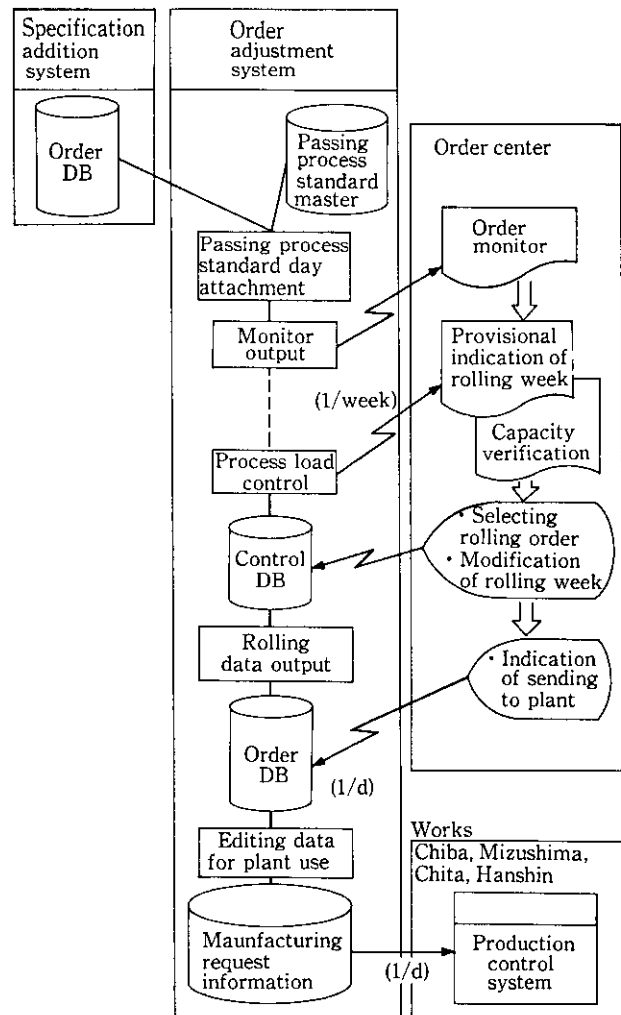 Specification
addition
system
Order
DB
Order
adjustment
system
Passing
process
standard
master
Passing process
standard day
attachment
Monitor
output
(1/week)
Process load
control
Control
DB
Rolling
data output
Order
DB
(1/d)
Editing data
for plant use
Maunfacturing
request
information
(1/d)
Order center
Order
monitor
Provisional
indication of
rolling week
Capacity
verification
・Selecting
rolling order
・Modification
of rolling week
・Indication
of sending
to plant
Works
Chiba, Mizushima,
Chita, Hanshin
Production
control
system